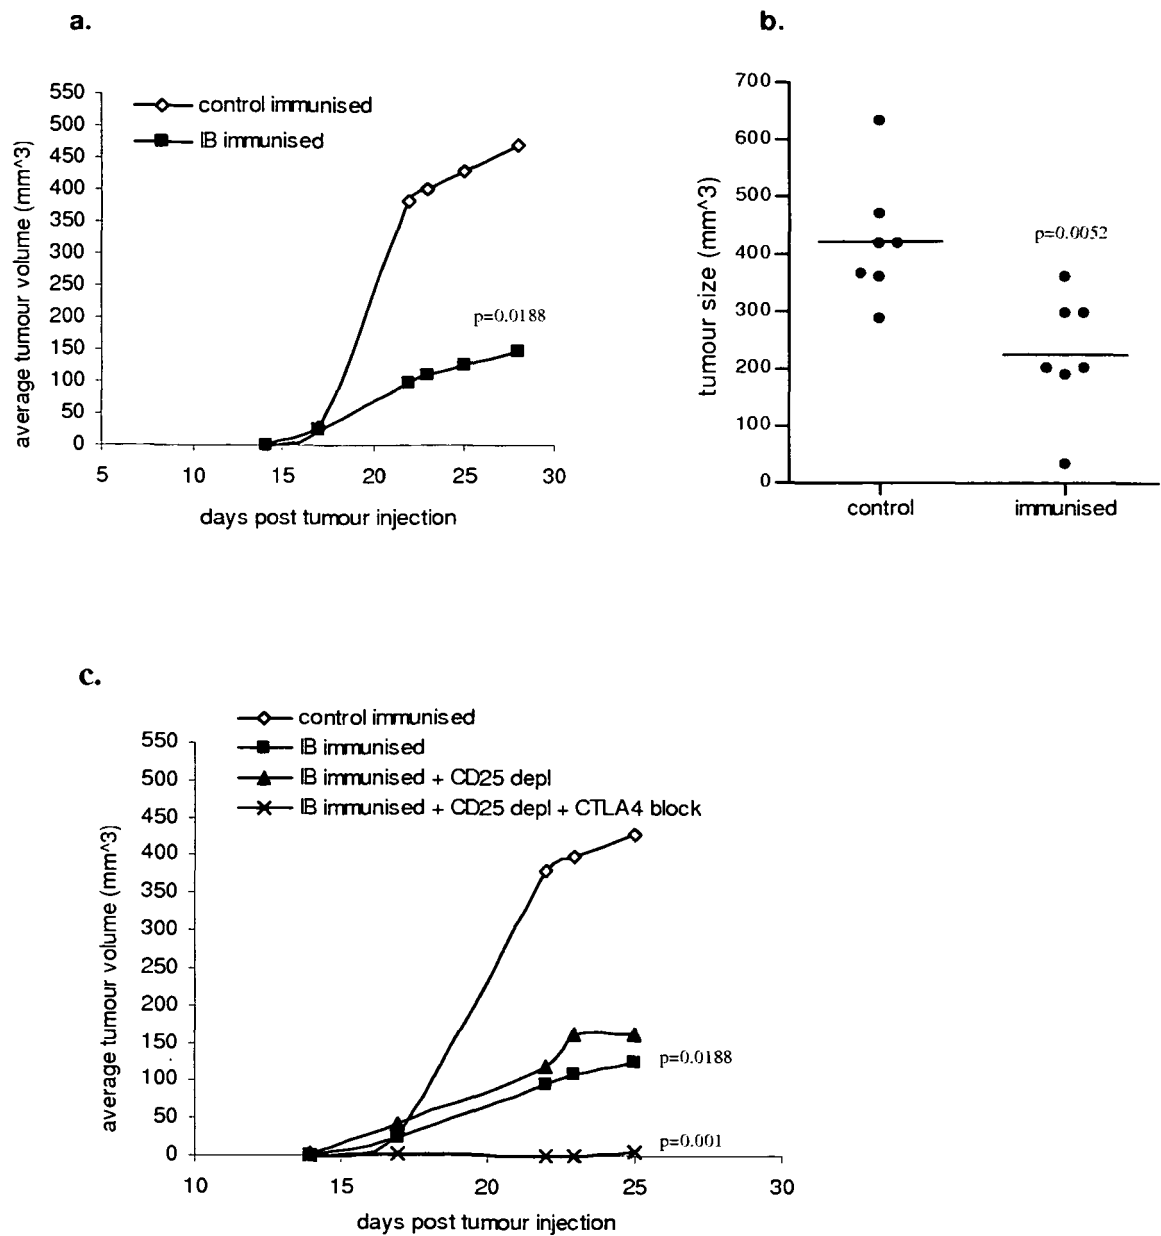 a.
550
500
450
400
350
300
250
200
150
100
50
0
average tumour volume (mm^3)
control immunised
IB immunised
p=0.0188
5 10 15 20 25 30
days post tumour injection
b.
700
600
500
400
300
200
100
0
tumour size (mm^3)
p=0.0052
control immunised
c.
control immunised
IB immunised
IB immunised + CD25 depl
IB immunised + CD25 depl + CTLA4 block
550
500
450
400
350
300
250
200
150
100
50
0
average tumour volume (mm^3)
p=0.0188
p=0.001
10 15 20 25 30
days post tumour injection